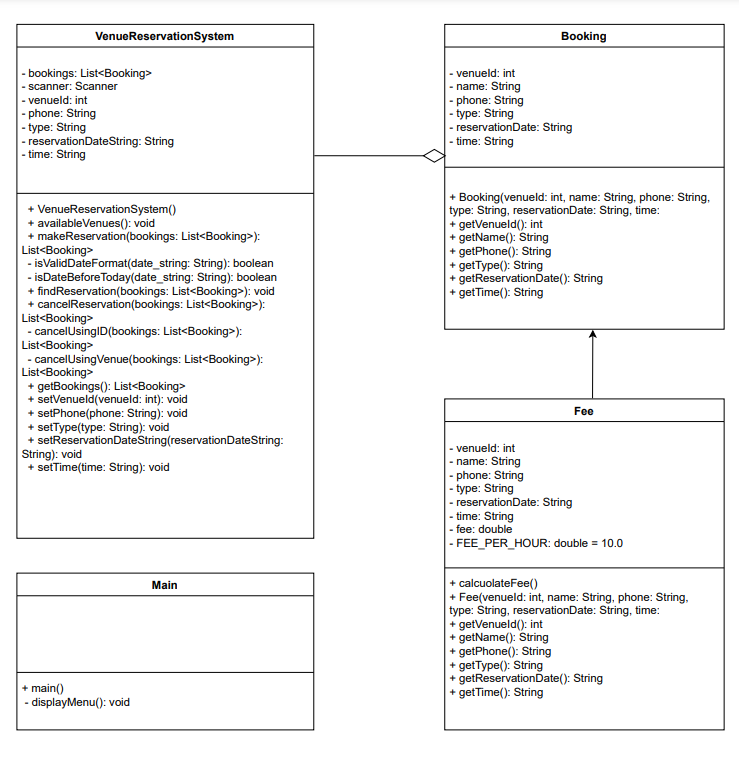 VenueReservationSystem
- bookings: List<Booking>
- scanner: Scanner
- venueId: int
- phone: String
- type: String
- reservationDateString: String
- time: String
+ VenueReservationSystem()
+ availableVenues(): void
+ makeReservation(bookings: List<Booking>):
List<Booking>
- isValidDateFormat(date_string: String): boolean
- isDateBeforeToday(date_string: String): boolean
+ findReservation(bookings: List<Booking>): void
+ cancelReservation(bookings: List<Booking>):
List<Booking>
- cancelUsingID(bookings: List<Booking>):
List<Booking>
- cancelUsingVenue(bookings: List<Booking>):
List<Booking>
+ getBookings(): List<Booking>
+ setVenueId(venueId: int): void
+ setPhone(phone: String): void
+ setType(type: String): void
+ setReservationDateString(reservationDateString:
String): void
+ setTime(time: String): void
Booking
- venueId: int
- name: String
- phone: String
- type: String
- reservationDate: String
- time: String
+ Booking(venueId: int, name: String, phone: String,
type: String, reservationDate: String, time:
+ getVenueId(): int
+ getName(): String
+ getPhone(): String
+ getType(): String
+ getReservationDate(): String
+ getTime(): String
Fee
- venueId: int
- name: String
- phone: String
- type: String
- reservationDate: String
- time: String
- fee: double
- FEE_PER_HOUR: double = 10.0
+ calcuolateFee()
+ Fee(venueId: int, name: String, phone: String,
type: String, reservationDate: String, time:
+ getVenueId(): int
+ getName(): String
+ getPhone(): String
+ getType(): String
+ getReservationDate(): String
+ getTime(): String
Main
+ main()
- displayMenu(): void